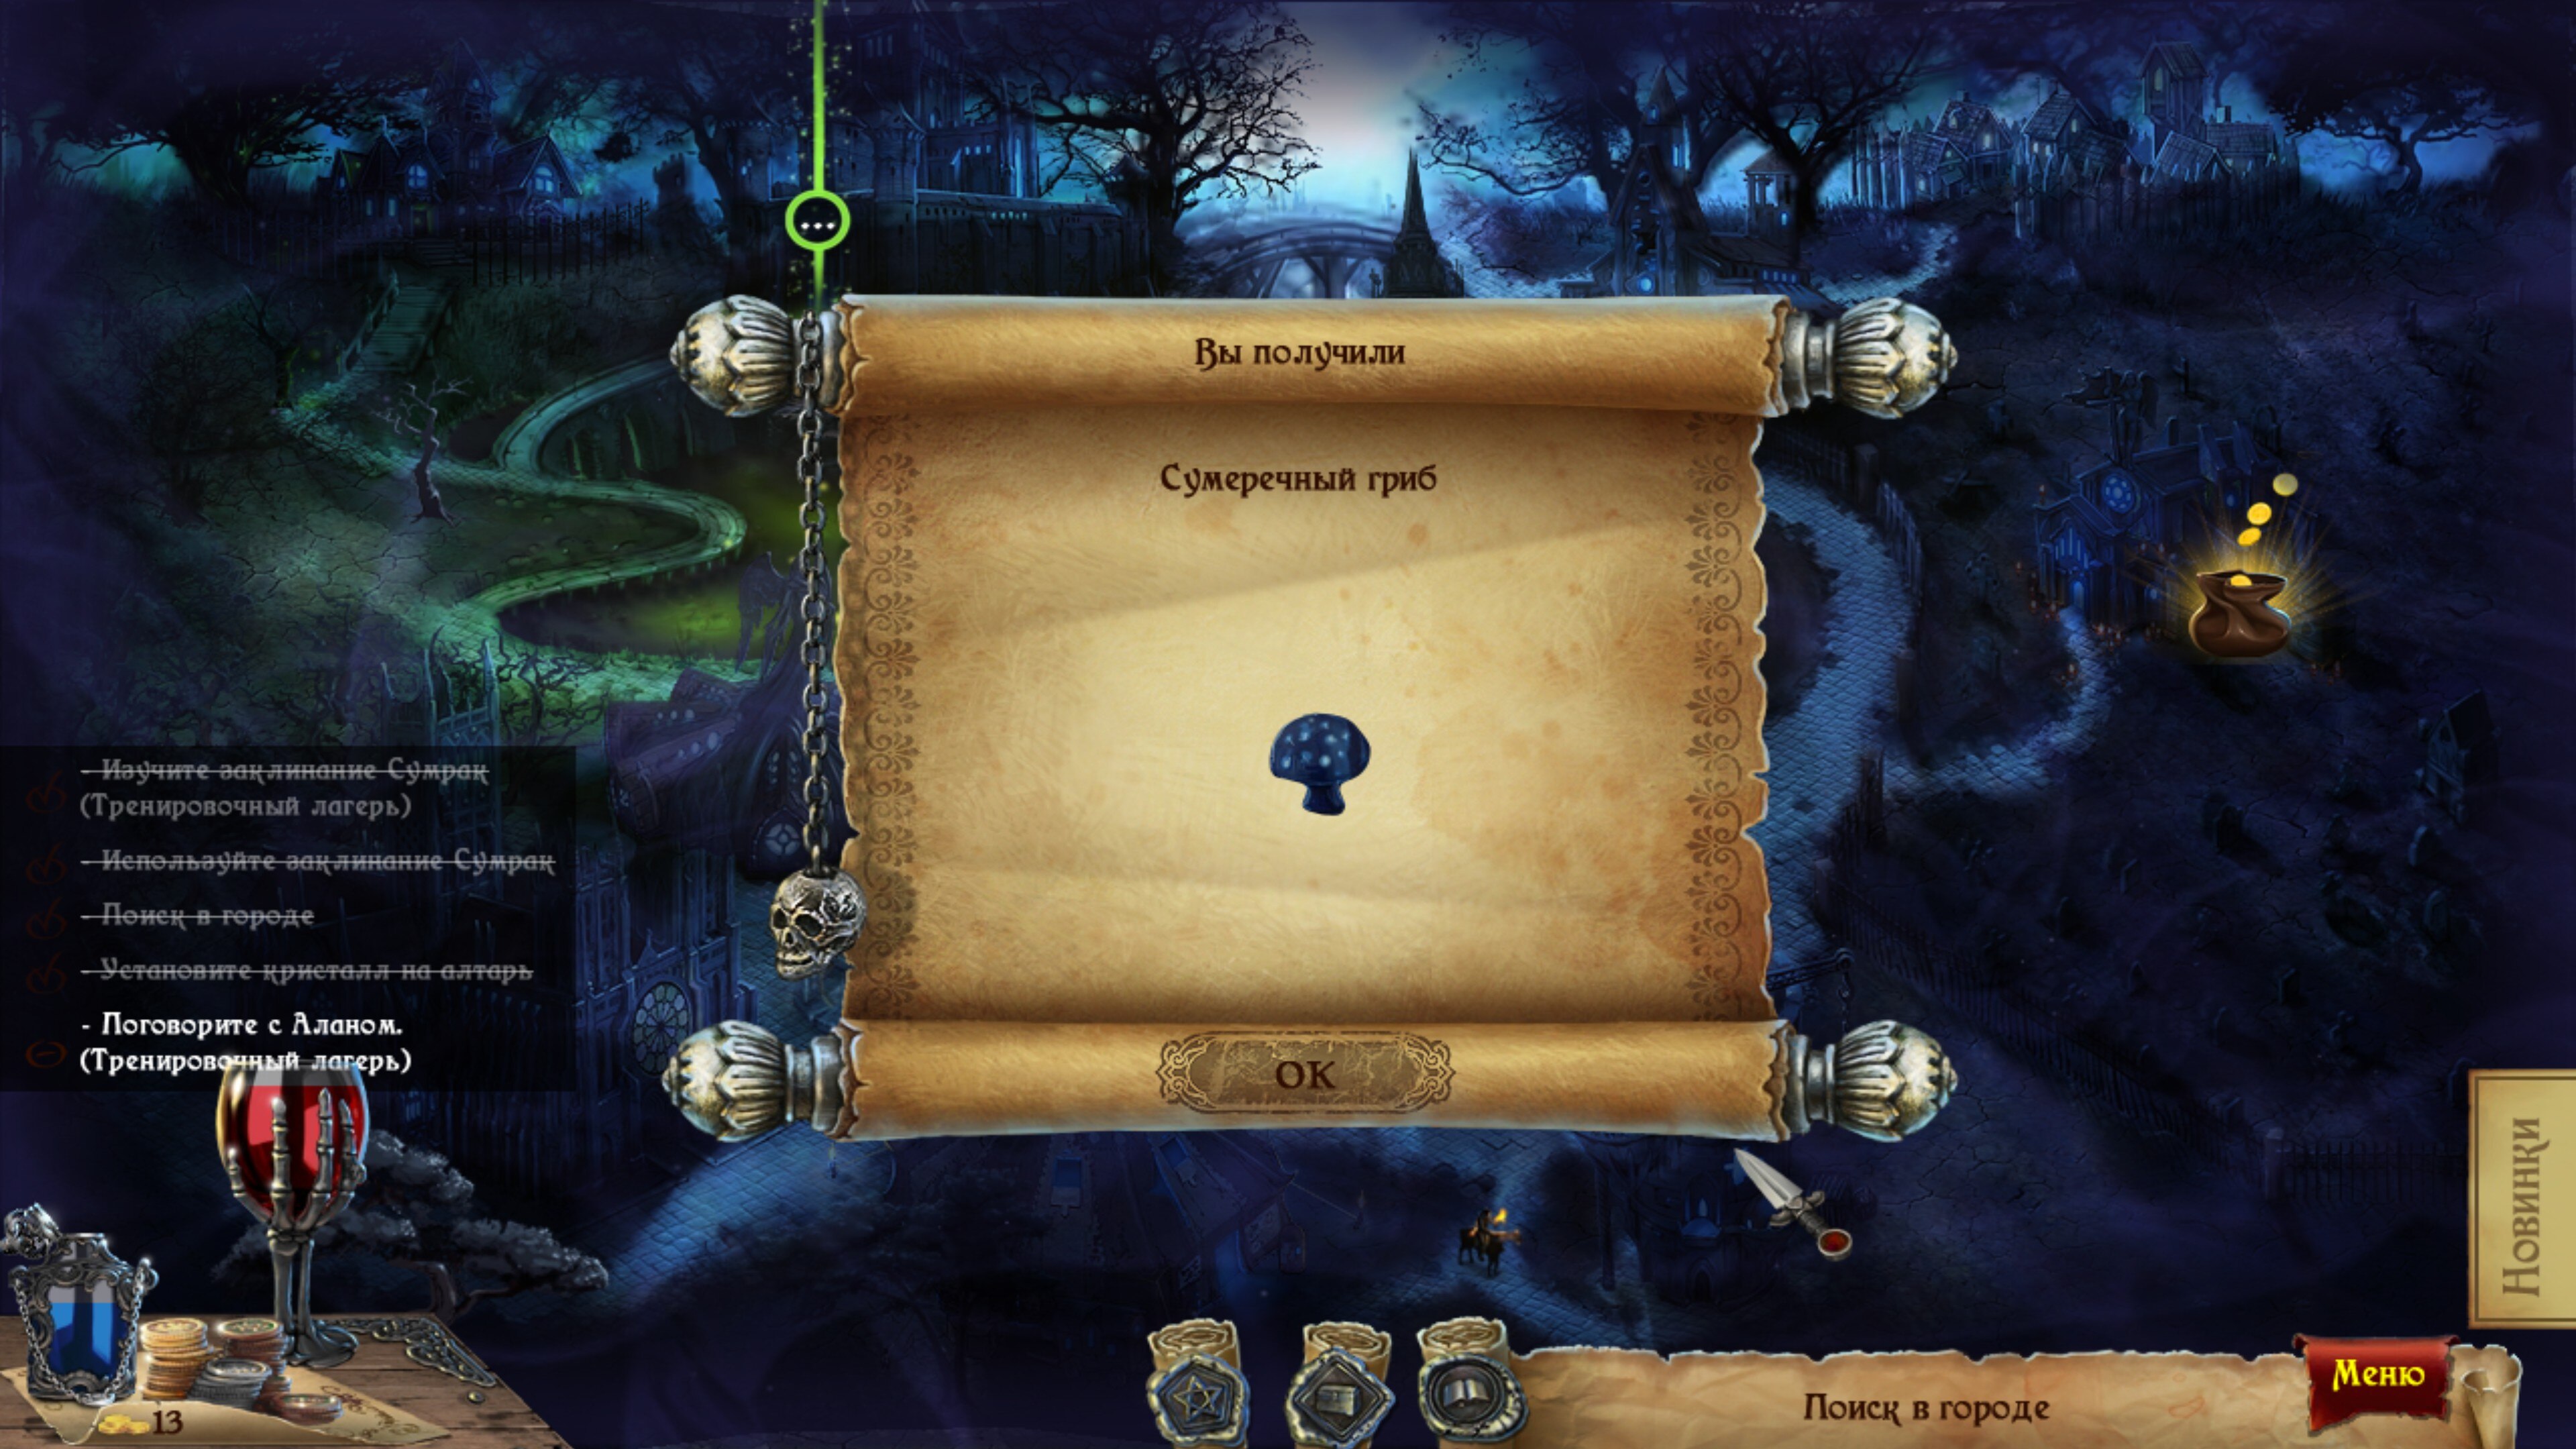 Вы получили
Сумеречный гриб
- Изучите заклинание Сумрак
(Тренировочный лагерь)
- Используйте заклинание Сумрак
- Поиск в городе
- Установите кристалл на алтарь
- Поговорите с Аланом.
(Тренировочный лагерь)
ОК
Новинки
Меню
Поиск в городе
13